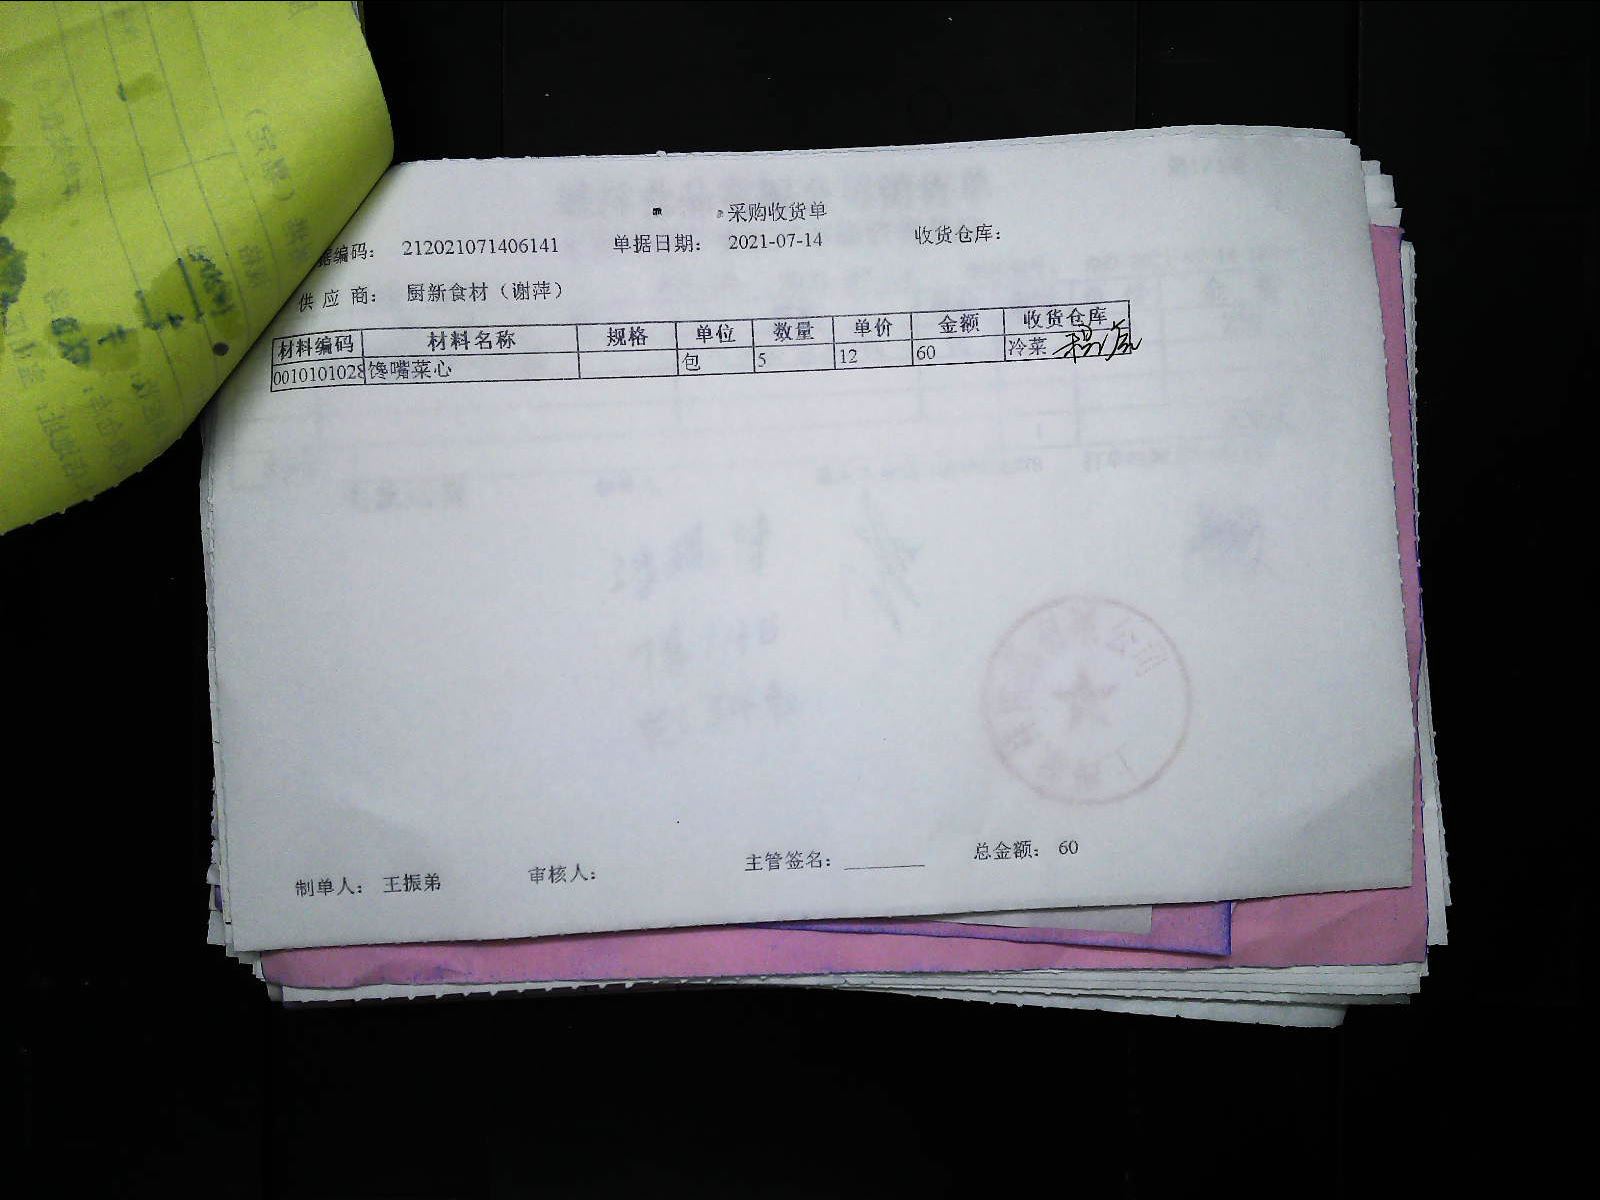 采购收货单
据编码： 212021071406141 单据日期： 2021-07-14 收货仓库：
供 应 商： 厨新食材（谢萍）
材料编码 材料名称 规格 单位 数量 单价 金额 收货仓库
0010101028 馋嘴菜心 包 5 12 60 冷菜
制单人： 王振弟 审核人： 主管签名：________ 总金额： 60